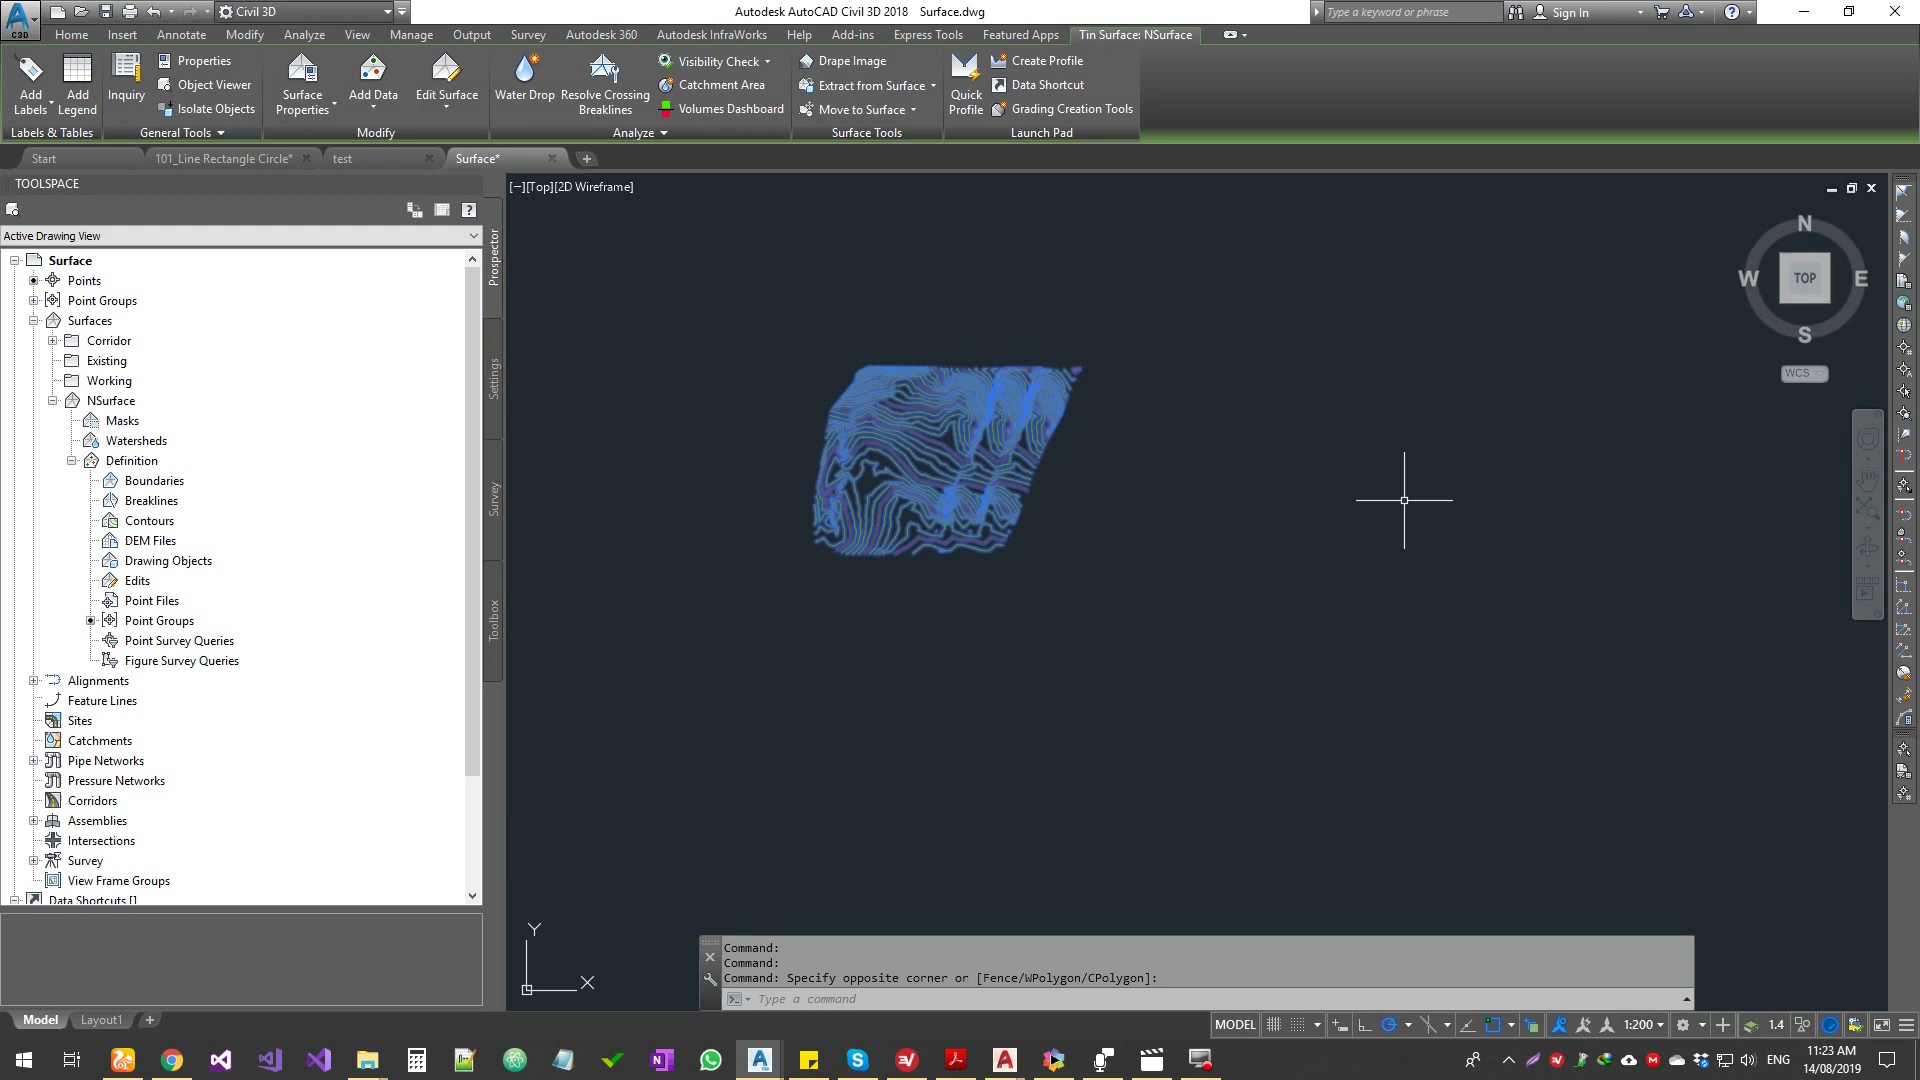 Civil 3D
Autodesk AutoCAD Civil 3D 2018 Surface.dwg
Type a keyword or phrase
Sign In
C3D
Home Insert Annotate Modify Analyze View Manage Output Survey Autodesk 360 Autodesk InfraWorks Help Add-ins Express Tools Featured Apps Tin Surface: NSurface
Add Labels
Add Legend
Labels & Tables
Inquiry
Properties
Object Viewer
Isolate Objects
General Tools
Surface Properties
Add Data
Edit Surface
Modify
Water Drop
Resolve Crossing Breaklines
Visibility Check
Catchment Area
Volumes Dashboard
Analyze
Drape Image
Extract from Surface
Move to Surface
Surface Tools
Quick Profile
Create Profile
Data Shortcut
Grading Creation Tools
Launch Pad
Start
101_Line Rectangle Circle*
test
Surface*
TOOLSPACE
Active Drawing View
Surface
Points
Point Groups
Surfaces
Corridor
Existing
Working
NSurface
Masks
Watersheds
Definition
Boundaries
Breaklines
Contours
DEM Files
Drawing Objects
Edits
Point Files
Point Groups
Point Survey Queries
Figure Survey Queries
Alignments
Feature Lines
Sites
Catchments
Pipe Networks
Pressure Networks
Corridors
Assemblies
Intersections
Survey
View Frame Groups
Data Shortcuts []
Prospector
Settings
Survey
Toolbox
[−][Top][2D Wireframe]
N
W
TOP
E
S
WCS
Y
X
Command:
Command:
Command: Specify opposite corner or [Fence/WPolygon/CPolygon]:
Type a command
Model
Layout1
MODEL
1:200
1.4
ENG
11:23 AM
14/08/2019